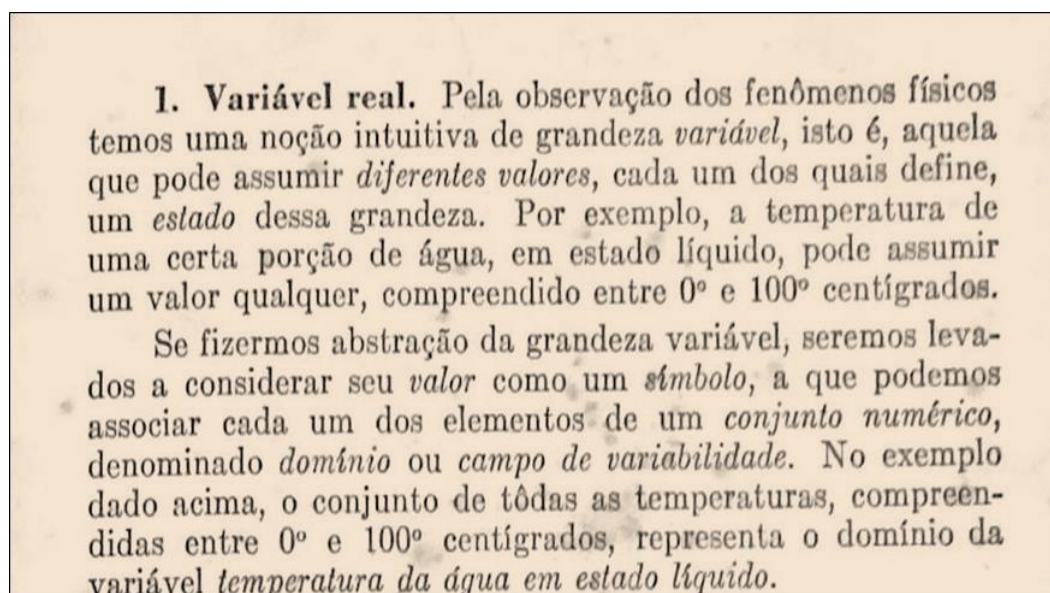 1. Variável real. Pela observação dos fenômenos físicos
temos uma noção intuitiva de grandeza variável, isto é, aquela
que pode assumir diferentes valores, cada um dos quais define,
um estado dessa grandeza. Por exemplo, a temperatura de
uma certa porção de água, em estado líquido, pode assumir
um valor qualquer, compreendido entre 0º e 100º centígrados.
Se fizermos abstração da grandeza variável, seremos leva-
dos a considerar seu valor como um símbolo, a que podemos
associar cada um dos elementos de um conjunto numérico,
denominado domínio ou campo de variabilidade. No exemplo
dado acima, o conjunto de tôdas as temperaturas, compreen-
didas entre 0º e 100º centígrados, representa o domínio da
variável temperatura da água em estado líquido.